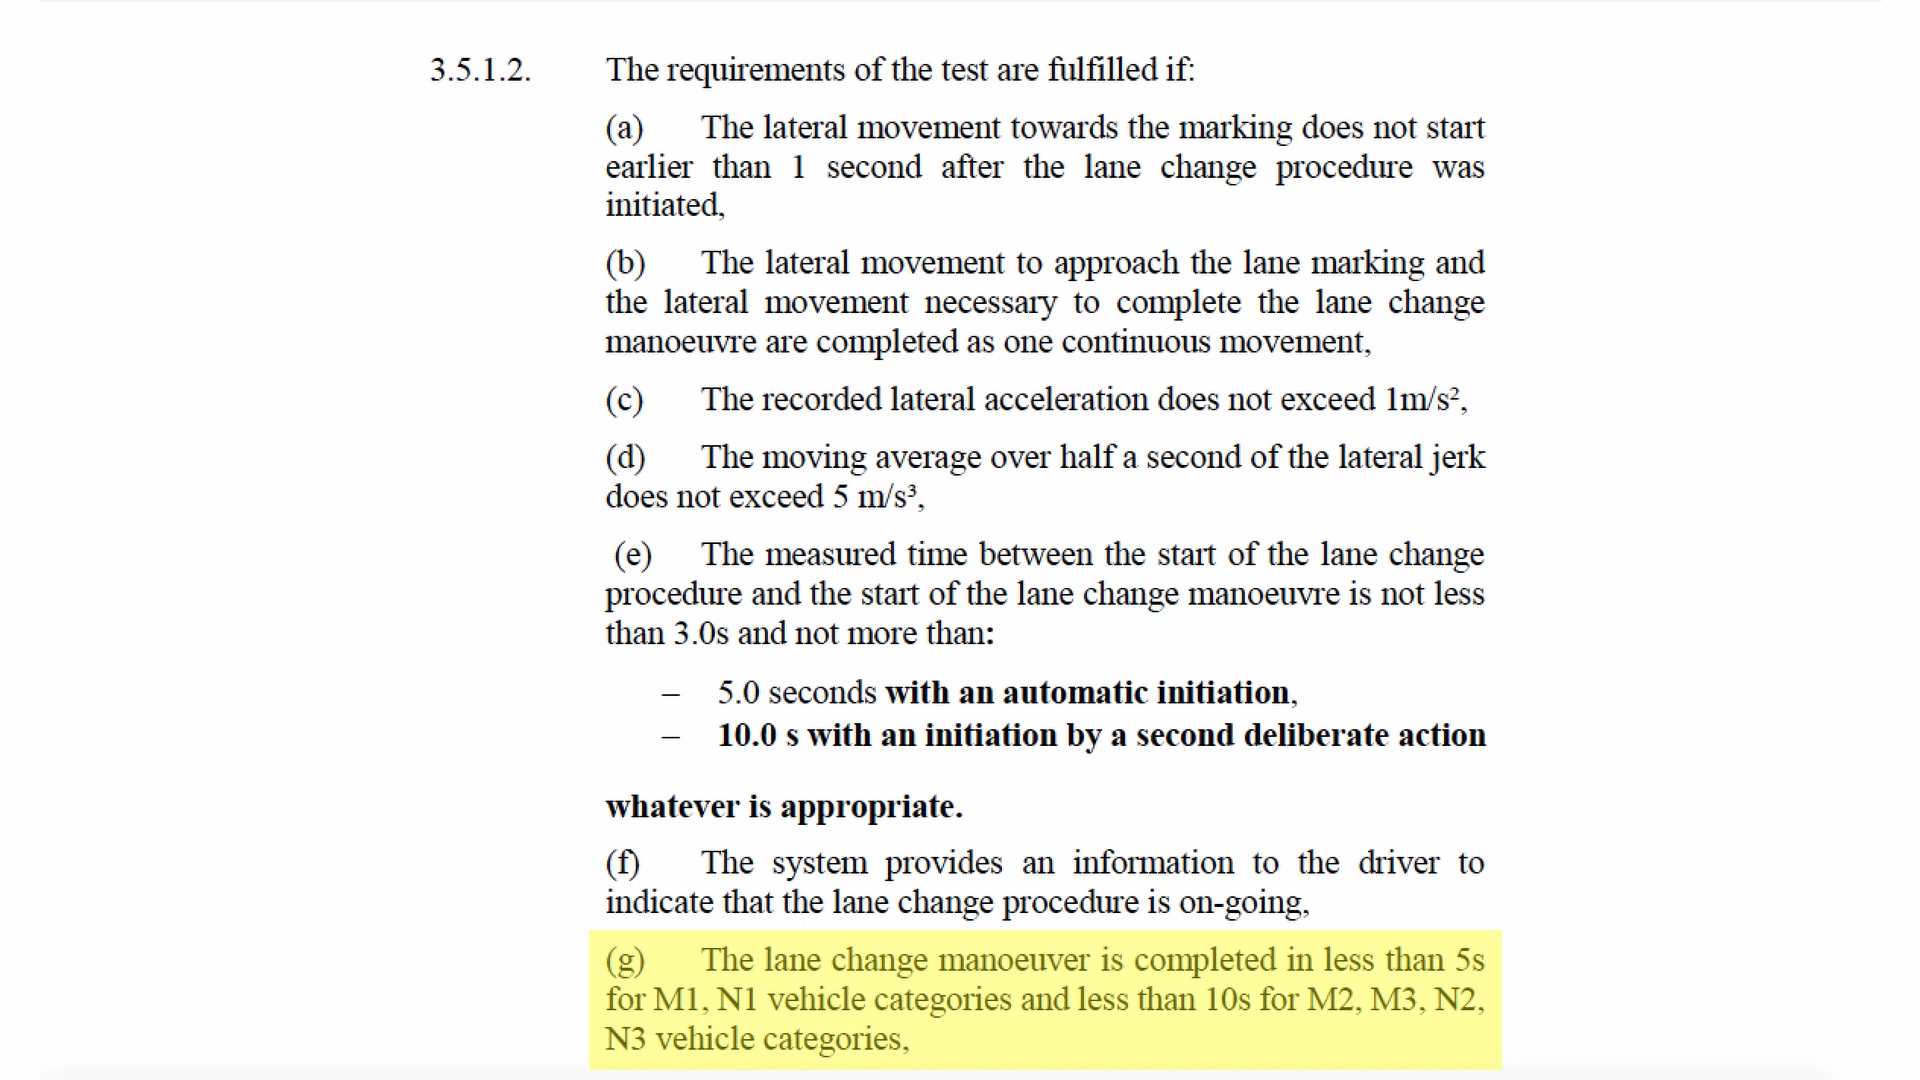 3.5.1.2. The requirements of the test are fulfilled if:
(a) The lateral movement towards the marking does not start
earlier than 1 second after the lane change procedure was
initiated,
(b) The lateral movement to approach the lane marking and
the lateral movement necessary to complete the lane change
manoeuvre are completed as one continuous movement,
(c) The recorded lateral acceleration does not exceed 1m/s²,
(d) The moving average over half a second of the lateral jerk
does not exceed 5 m/s³,
(e) The measured time between the start of the lane change
procedure and the start of the lane change manoeuvre is not less
than 3.0s and not more than:
– 5.0 seconds with an automatic initiation,
– 10.0 s with an initiation by a second deliberate action
whatever is appropriate.
(f) The system provides an information to the driver to
indicate that the lane change procedure is on-going,
(g) The lane change manoeuver is completed in less than 5s
for M1, N1 vehicle categories and less than 10s for M2, M3, N2,
N3 vehicle categories,